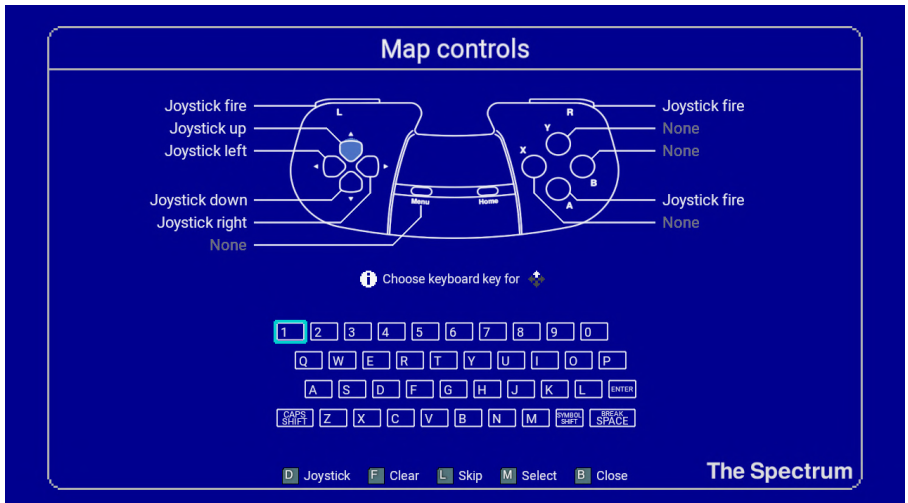 Map controls
Joystick fire
L
R
Joystick fire
Joystick up
Y
None
Joystick left
X
None
B
Joystick down
Menu
Home
A
Joystick fire
Joystick right
None
None
i Choose keyboard key for
1 2 3 4 5 6 7 8 9 0
Q W E R T Y U I O P
A S D F G H J K L ENTER
CAPS SHIFT Z X C V B N M SYMBOL SHIFT BREAK SPACE
D Joystick F Clear L Skip M Select B Close
The Spectrum